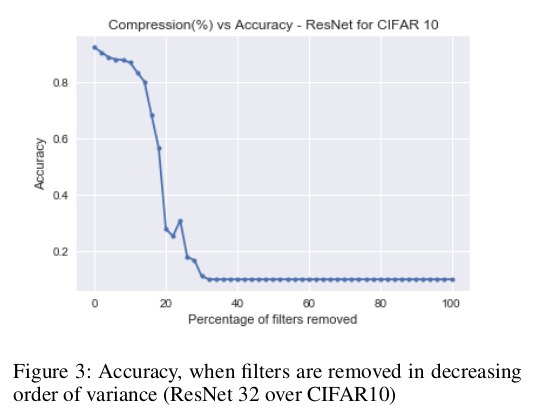 Compression(%) vs Accuracy - ResNet for CIFAR 10
0.8
0.6
0.4
0.2
Accuracy
0 20 40 60 80 100
Percentage of filters removed
Figure 3: Accuracy, when filters are removed in decreasing
order of variance (ResNet 32 over CIFAR10)